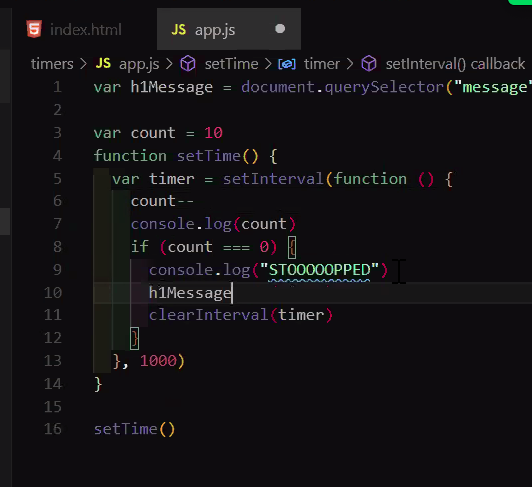 index.html
JS app.js
timers > JS app.js > setTime > timer > setInterval() callback
1 var h1Message = document.querySelector("message"
2
3 var count = 10
4 function setTime() {
5 var timer = setInterval(function () {
6 count--
7 console.log(count)
8 if (count === 0) {
9 console.log("STOOOOOPPED")
10 h1Message
11 clearInterval(timer)
12 }
13 }, 1000)
14 }
15
16 setTime()